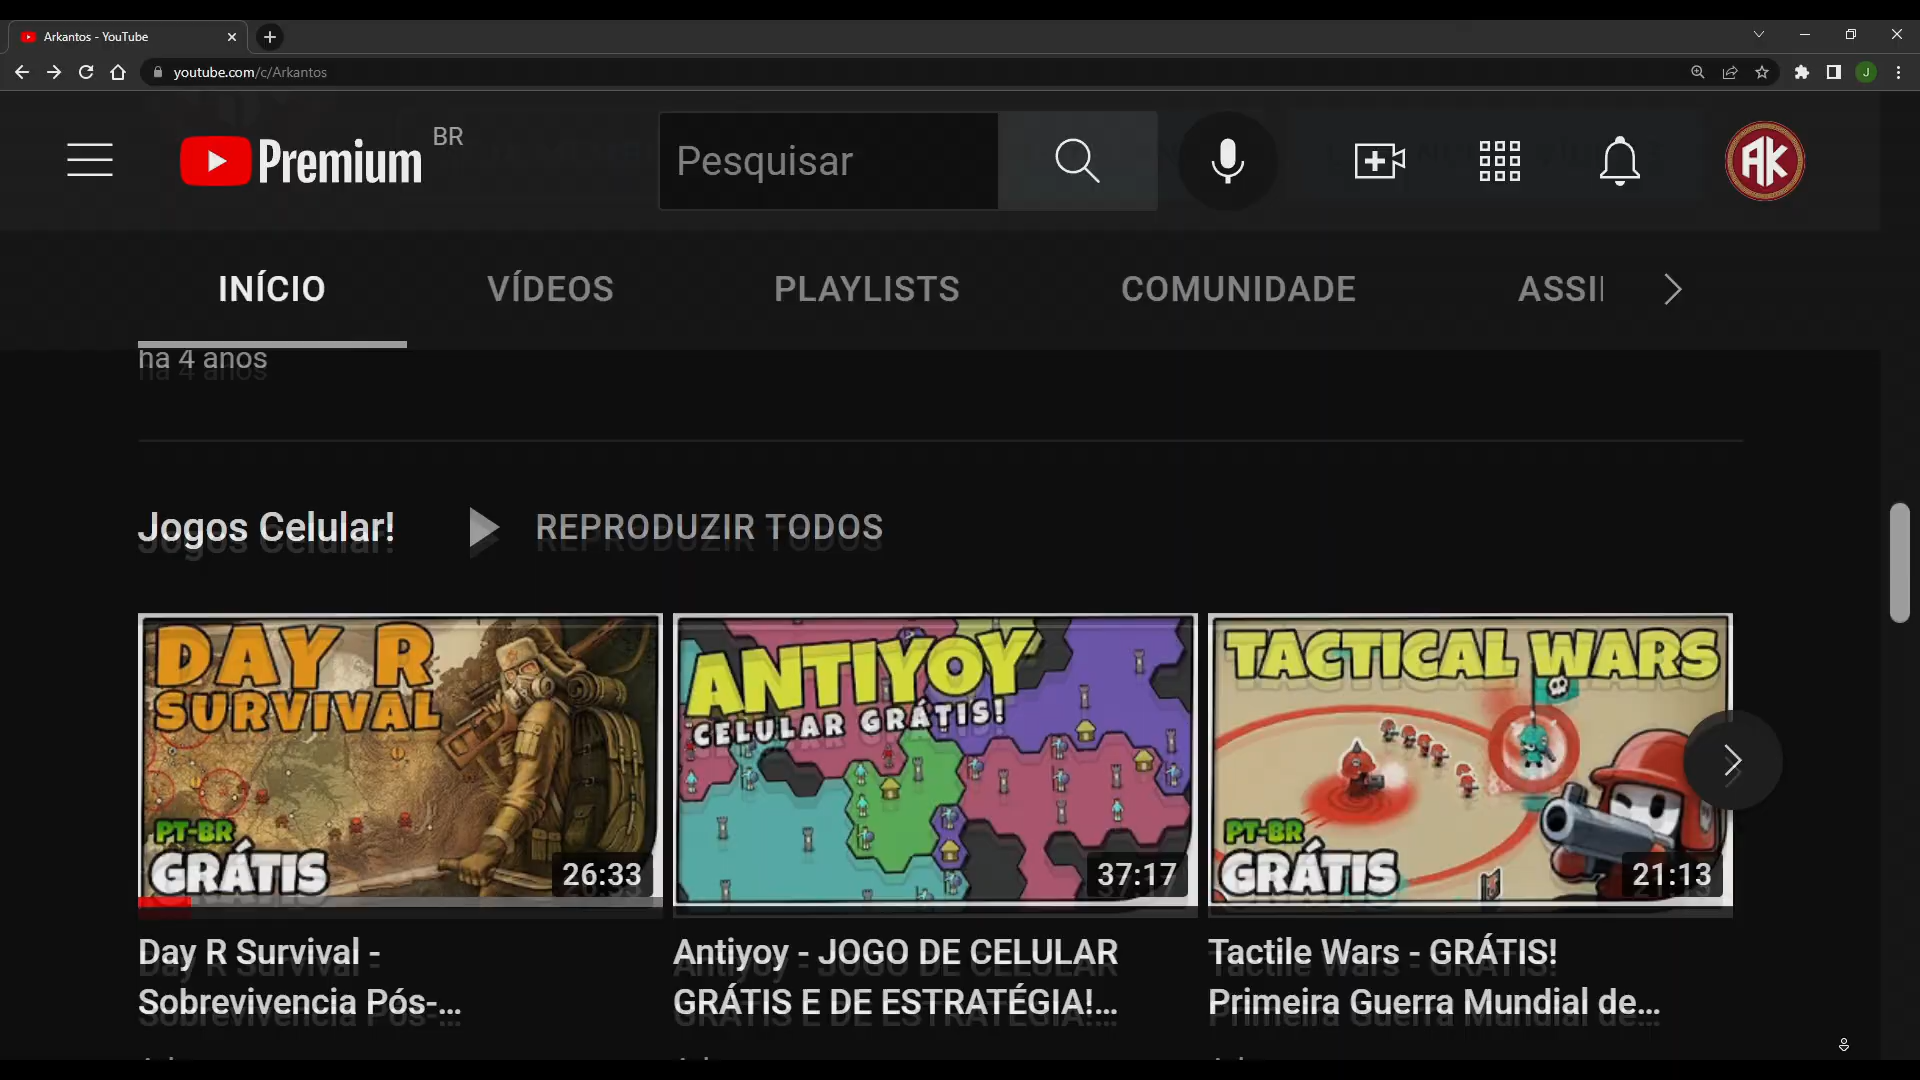 Arkantos - YouTube
youtube.com/c/Arkantos
J
Premium BR
Pesquisar
AK
INÍCIO VÍDEOS PLAYLISTS COMUNIDADE ASSI
há 4 anos
Jogos Celular! REPRODUZIR TODOS
DAY R
SURVIVAL
PT-BR
GRÁTIS
26:33
ANTIYOY
CELULAR GRÁTIS!
37:17
TACTICAL WARS
PT-BR
GRÁTIS
21:13
Day R Survival -
Sobrevivencia Pós-...
Antiyoy - JOGO DE CELULAR
GRÁTIS E DE ESTRATÉGIA!...
Tactile Wars - GRÁTIS!
Primeira Guerra Mundial de...